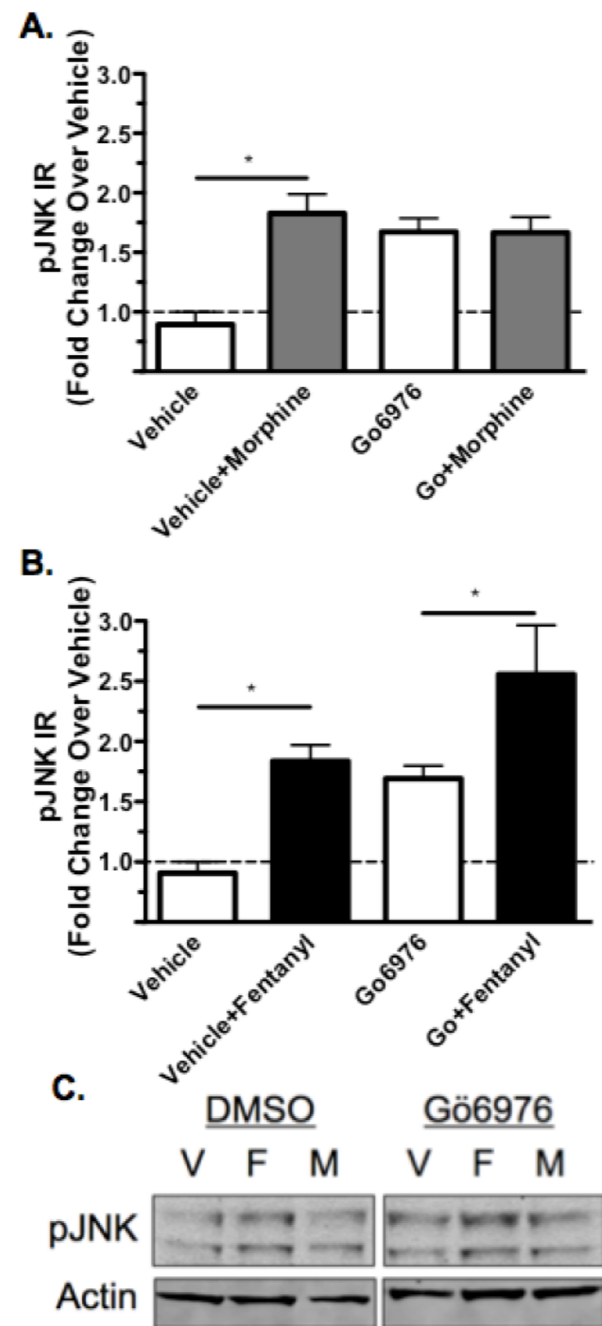 A.
pJNK IR
(Fold Change Over Vehicle)
3.0
2.5
2.0
1.5
1.0
*
Vehicle
Vehicle+Morphine
Go6976
Go+Morphine
B.
pJNK IR
(Fold Change Over Vehicle)
3.0
2.5
2.0
1.5
1.0
*
*
Vehicle
Vehicle+Fentanyl
Go6976
Go+Fentanyl
C.
DMSO Gö6976
V F M V F M
pJNK
Actin